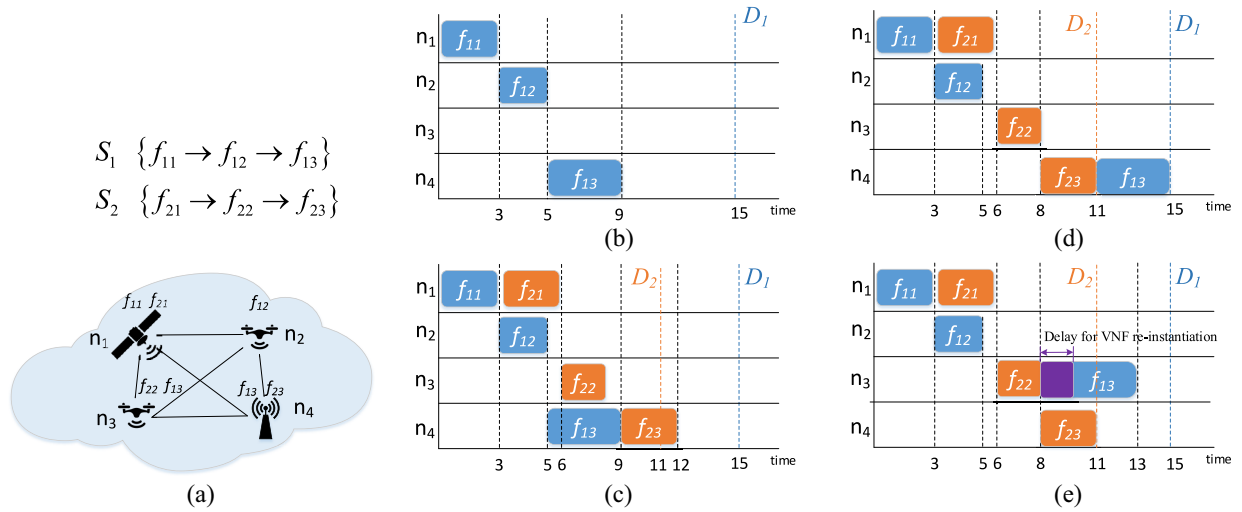 S₁ {f₁₁ → f₁₂ → f₁₃}
S₂ {f₂₁ → f₂₂ → f₂₃}
f₁₁ f₂₁
f₁₂
n₁
n₂
f₂₂ f₁₃
f₁₃ f₂₃
n₃
n₄
(a)
D₁
n₁ f₁₁
n₂ f₁₂
n₃
n₄ f₁₃
3 5 9 15 time
(b)
D₂ D₁
n₁ f₁₁ f₂₁
n₂ f₁₂
n₃ f₂₂
n₄ f₁₃ f₂₃
3 5 6 9 11 12 15 time
(c)
D₂ D₁
n₁ f₁₁ f₂₁
n₂ f₁₂
n₃ f₂₂
n₄ f₂₃ f₁₃
3 5 6 8 11 15 time
(d)
D₂ D₁
n₁ f₁₁ f₂₁
n₂ f₁₂
Delay for VNF re-instantiation
n₃ f₂₂ f₁₃
n₄ f₂₃
3 5 6 8 11 13 15 time
(e)